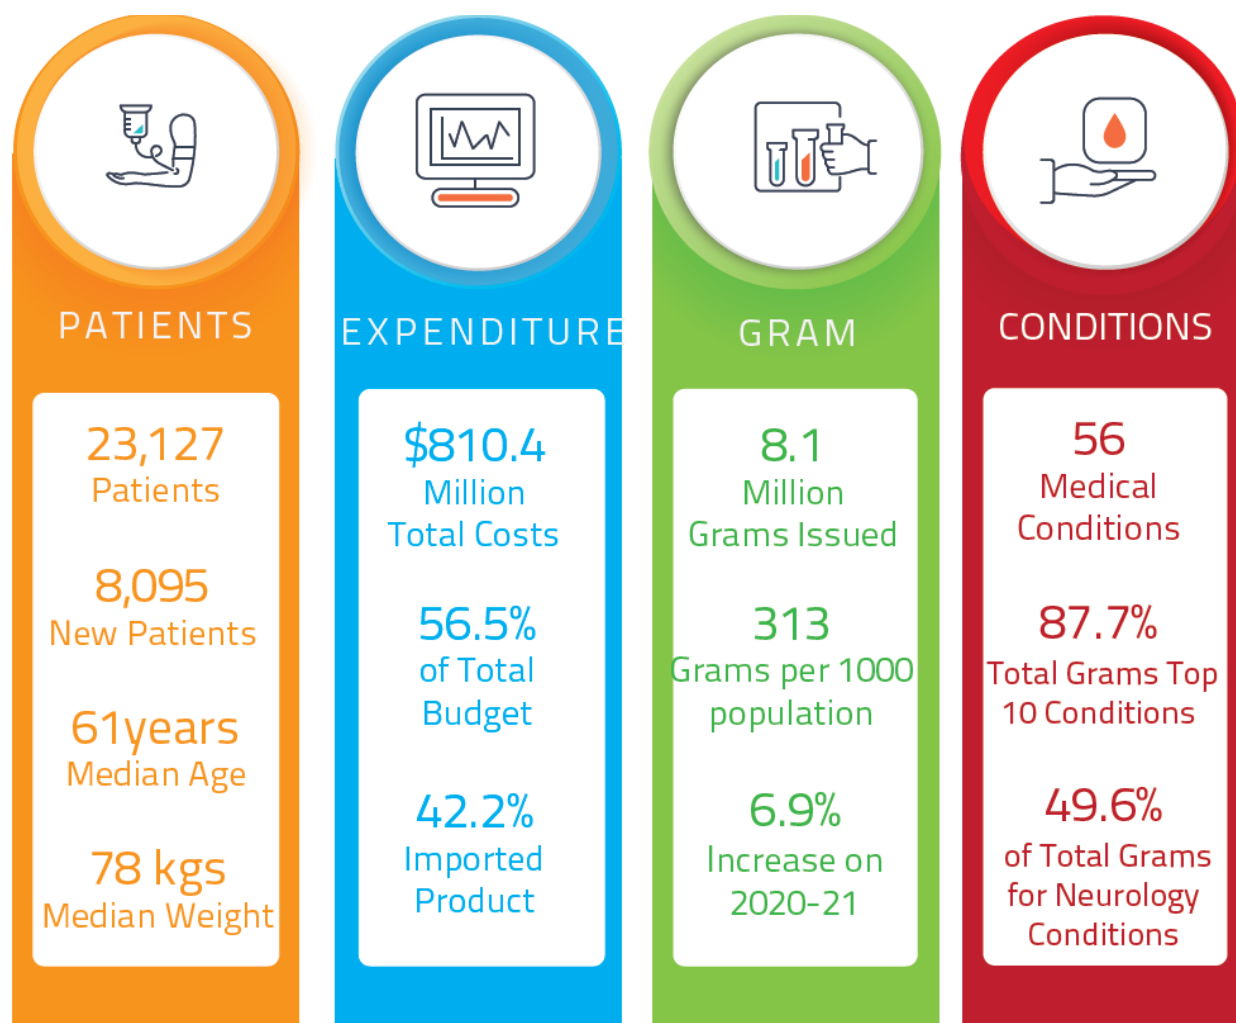 PATIENTS
23,127
Patients
8,095
New Patients
61years
Median Age
78 kgs
Median Weight
EXPENDITURE
$810.4
Million
Total Costs
56.5%
of Total
Budget
42.2%
Imported
Product
GRAM
8.1
Million
Grams Issued
313
Grams per 1000
population
6.9%
Increase on
2020-21
CONDITIONS
56
Medical
Conditions
87.7%
Total Grams Top
10 Conditions
49.6%
of Total Grams
for Neurology
Conditions